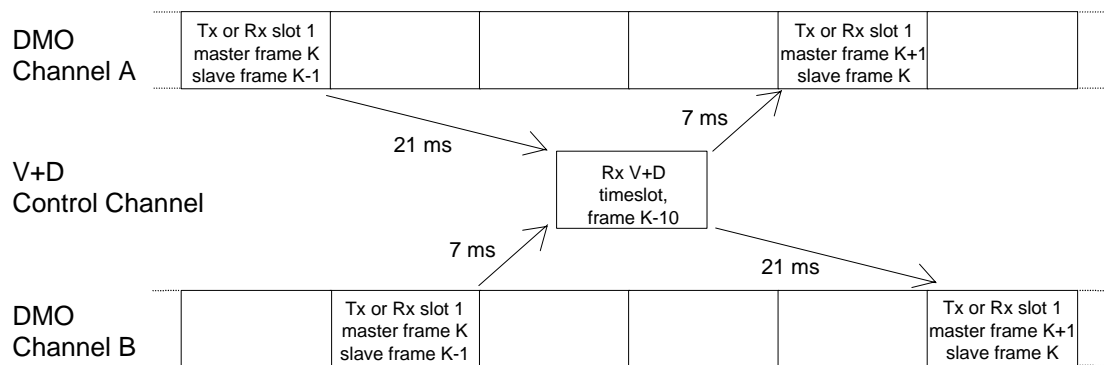 DMO
Channel A
Tx or Rx slot 1
master frame K
slave frame K-1
Tx or Rx slot 1
master frame K+1
slave frame K
21 ms
7 ms
V+D
Control Channel
Rx V+D
timeslot,
frame K-10
7 ms
21 ms
DMO
Channel B
Tx or Rx slot 1
master frame K
slave frame K-1
Tx or Rx slot 1
master frame K+1
slave frame K